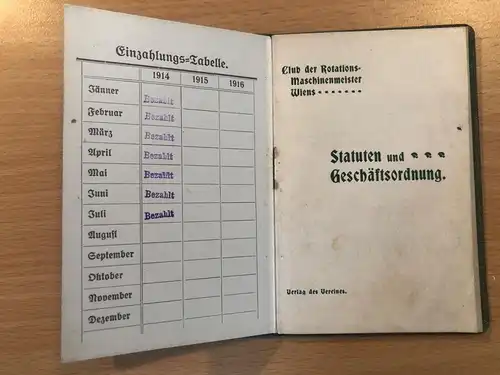 Einzahlungs-Tabelle.
1914 1915 1916
Jänner Bezahlt
Februar Bezahlt
März Bezahlt
April Bezahlt
Mai Bezahlt
Juni Bezahlt
Juli Bezahlt
August
September
Oktober
November
Dezember
Club der Rotations-
Maschinenmeister
Wiens
Statuten und
Geschäftsordnung.
Verlag des Vereines.